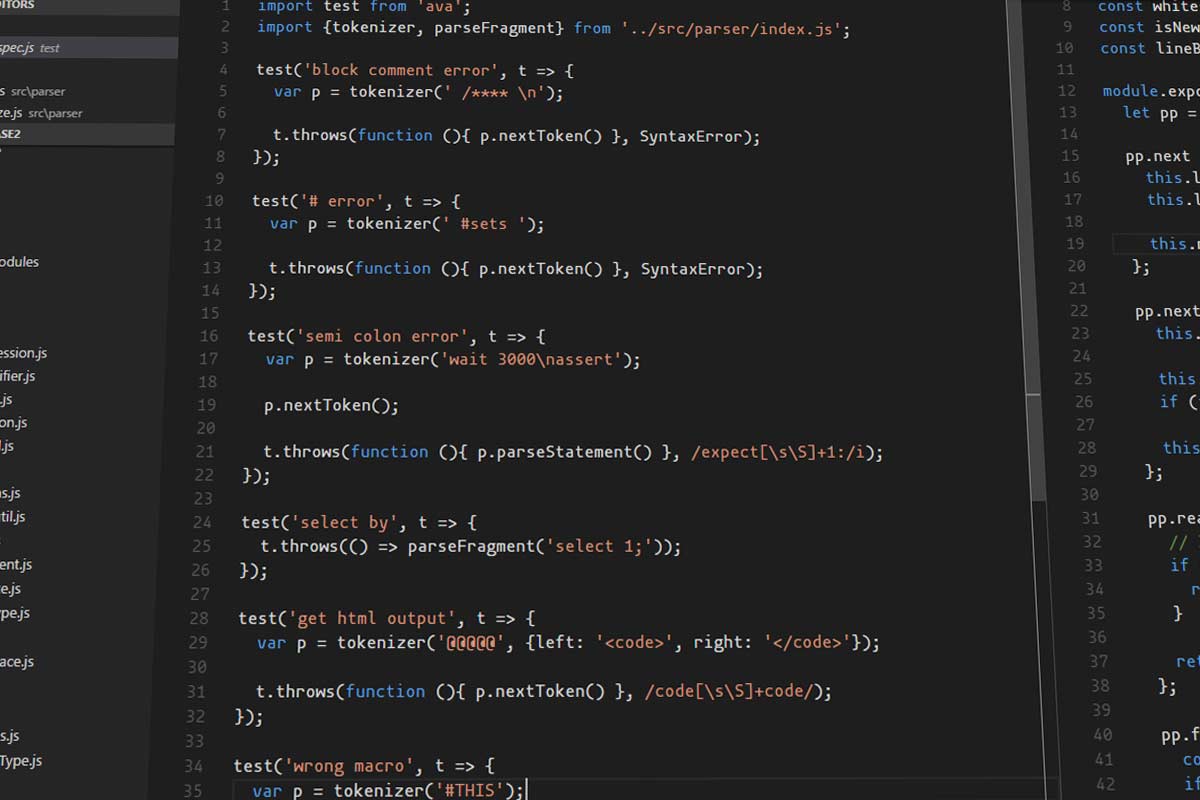 EDITORS
spec.js test
s src\parser
ze.js src\parser
SE2
odules
ession.js
ifier.js
.js
on.js
l.js
s.js
til.js
ent.js
e.js
ype.js
ace.js
s.js
Type.js
1 import test from 'ava';
2 import {tokenizer, parseFragment} from '../src/parser/index.js';
3
4 test('block comment error', t => {
5 var p = tokenizer(' /**** \n');
6
7 t.throws(function (){ p.nextToken() }, SyntaxError);
8 });
9
10 test('# error', t => {
11 var p = tokenizer(' #sets ');
12
13 t.throws(function (){ p.nextToken() }, SyntaxError);
14 });
15
16 test('semi colon error', t => {
17 var p = tokenizer('wait 3000\nassert');
18
19 p.nextToken();
20
21 t.throws(function (){ p.parseStatement() }, /expect[\s\S]+1:/i);
22 });
23
24 test('select by', t => {
25 t.throws(() => parseFragment('select 1;'));
26 });
27
28 test('get html output', t => {
29 var p = tokenizer('@@@@@', {left: '<code>', right: '</code>'});
30
31 t.throws(function (){ p.nextToken() }, /code[\s\S]+code/);
32 });
33
34 test('wrong macro', t => {
35 var p = tokenizer('#THIS');
8 const white
9 const isNew
10 const lineB
11
12 module.expo
13 let pp =
14
15 pp.next
16 this.l
17 this.l
18
19 this.
20 };
21
22 pp.next
23 this.
24
25 this
26 if (
27
28 this
29 };
30
31 pp.rea
32 //
33 if
34 r
35 }
36
37 ret
38 };
39
40 pp.f
41 co
42 if